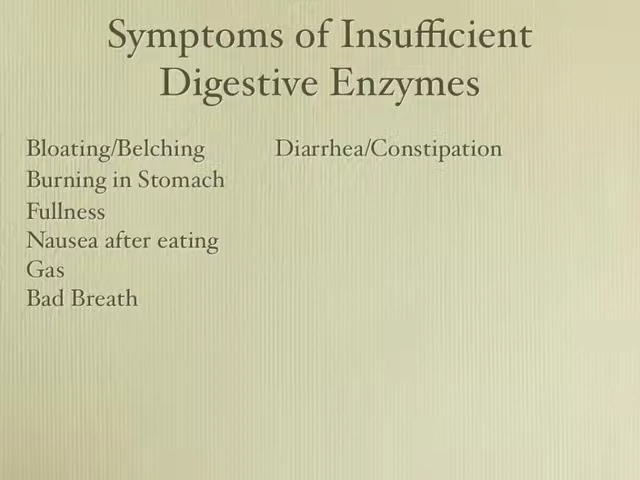 Symptoms of Insufficient
Digestive Enzymes
Bloating/Belching
Burning in Stomach
Fullness
Nausea after eating
Gas
Bad Breath
Diarrhea/Constipation